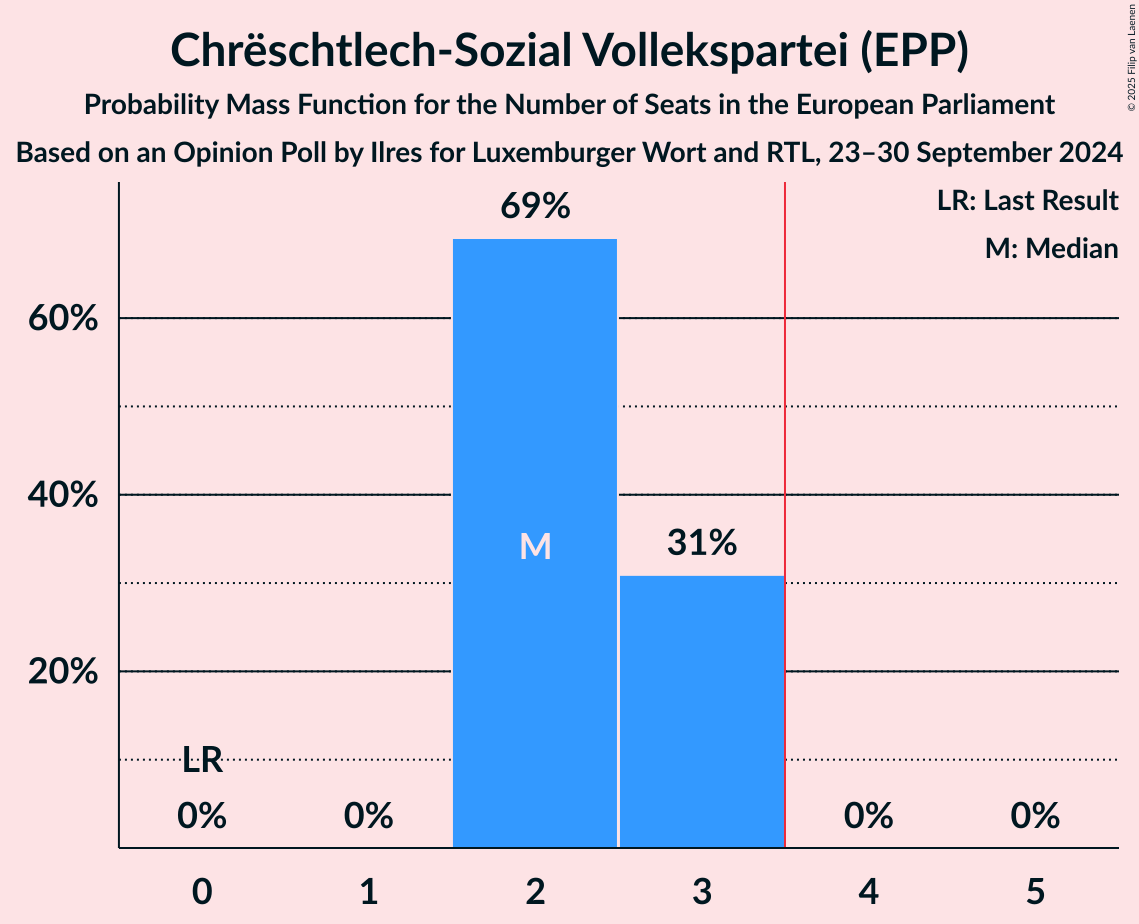 Chrëschtlech-Sozial Vollekspartei (EPP)
Probability Mass Function for the Number of Seats in the European Parliament
Based on an Opinion Poll by Ilres for Luxemburger Wort and RTL, 23–30 September 2024
© 2025 Filip van Laenen
LR: Last Result
M: Median
69%
60%
40%
31%
M
20%
LR
0%
0%
0%
0%
0
1
2
3
4
5